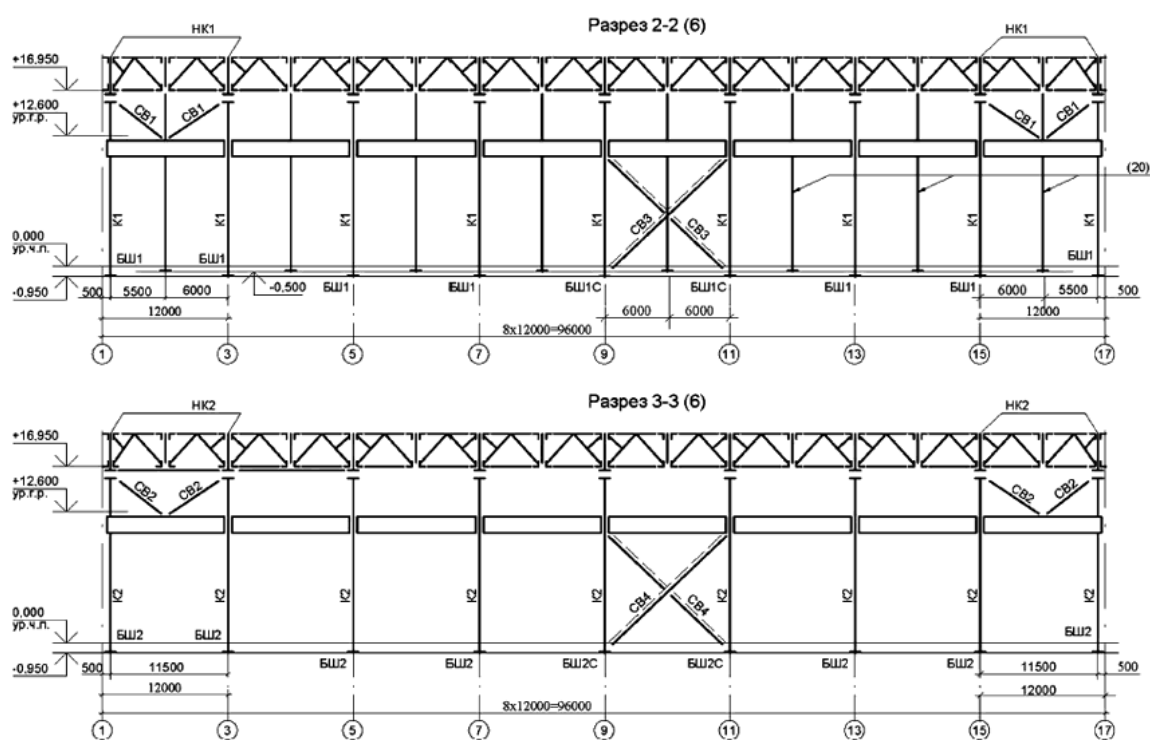 Разрез 2-2 (6)
НК1 НК1
+16,950
+12,600
ур.г.р.
СВ1 СВ1 СВ1 СВ1
(20)
К1 К1 К1 К1 К1 К1 К1 К1 К1
СВ3 СВ3
0,000
ур.ч.п.
БШ1 БШ1 БШ1
-0,950 -0,500
БШ1 БШ1 БШ1С БШ1С БШ1 БШ1
500 5500 6000 6000 5500 500
6000 6000
12000 12000
8х12000=96000
1 3 5 7 9 11 13 15 17
Разрез 3-3 (6)
НК2 НК2
+16,950
+12,600
ур.г.р.
СВ2 СВ2 СВ2 СВ2
К2 К2 К2 К2 К2 К2 К2 К2 К2
СВ4 СВ4
0,000
ур.ч.п.
БШ2 БШ2 БШ2
БШ2 БШ2 БШ2С БШ2С БШ2 БШ2
-0,950 500 11500 11500 500
12000 12000
8х12000=96000
1 3 5 7 9 11 13 15 17